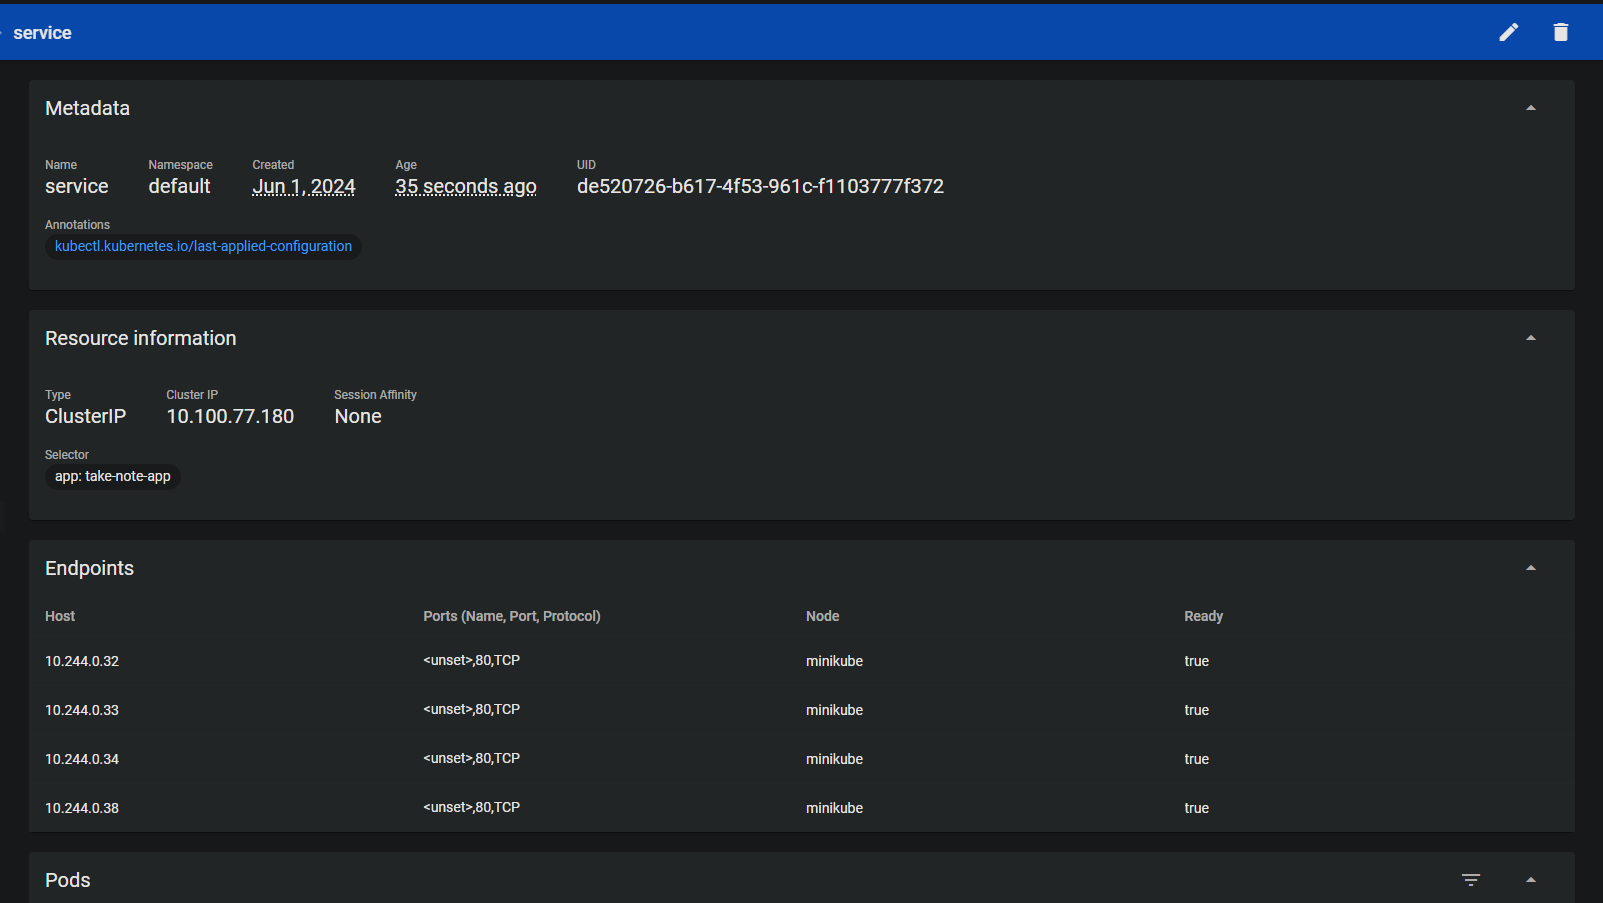 service
Metadata
Name Namespace Created Age UID
service default Jun 1, 2024 35 seconds ago de520726-b617-4f53-961c-f1103777f372
Annotations
kubectl.kubernetes.io/last-applied-configuration
Resource information
Type Cluster IP Session Affinity
ClusterIP 10.100.77.180 None
Selector
app: take-note-app
Endpoints
Host Ports (Name, Port, Protocol) Node Ready
10.244.0.32 <unset>,80,TCP minikube true
10.244.0.33 <unset>,80,TCP minikube true
10.244.0.34 <unset>,80,TCP minikube true
10.244.0.38 <unset>,80,TCP minikube true
Pods